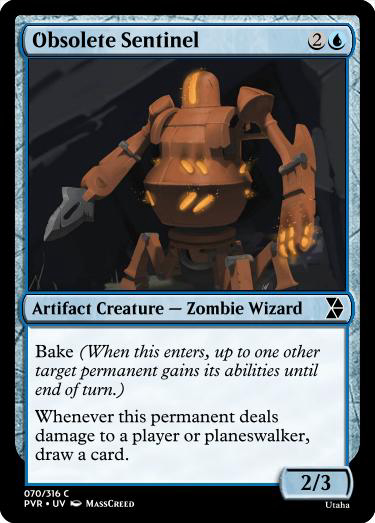 Obsolete Sentinel 2
Artifact Creature — Zombie Wizard
Bake (When this enters, up to one other
target permanent gains its abilities until
end of turn.)
Whenever this permanent deals
damage to a player or planeswalker,
draw a card.
2/3
070/316 C
PVR • UV MassCreed
Utaha